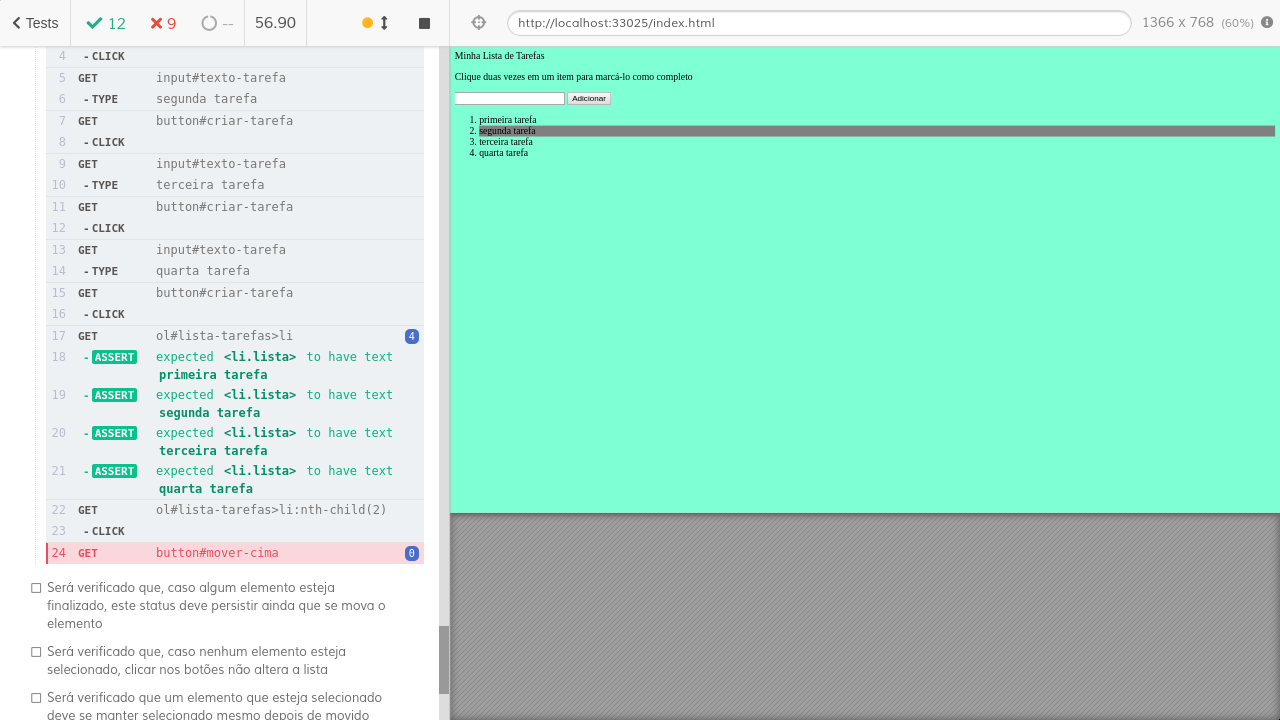 Tests 12 9 -- 56.90
4 - CLICK
5 GET input#texto-tarefa
6 - TYPE segunda tarefa
7 GET button#criar-tarefa
8 - CLICK
9 GET input#texto-tarefa
10 - TYPE terceira tarefa
11 GET button#criar-tarefa
12 - CLICK
13 GET input#texto-tarefa
14 - TYPE quarta tarefa
15 GET button#criar-tarefa
16 - CLICK
17 GET ol#lista-tarefas>li 4
18 - ASSERT expected <li.lista> to have text
primeira tarefa
19 - ASSERT expected <li.lista> to have text
segunda tarefa
20 - ASSERT expected <li.lista> to have text
terceira tarefa
21 - ASSERT expected <li.lista> to have text
quarta tarefa
22 GET ol#lista-tarefas>li:nth-child(2)
23 - CLICK
24 GET button#mover-cima 0
Será verificado que, caso algum elemento esteja
finalizado, este status deve persistir ainda que se mova o
elemento
Será verificado que, caso nenhum elemento esteja
selecionado, clicar nos botões não altera a lista
Será verificado que um elemento que esteja selecionado
deve se manter selecionado mesmo depois de movido
http://localhost:33025/index.html 1366 x 768 (60%)
Minha Lista de Tarefas
Clique duas vezes em um item para marcá-lo como completo
Adicionar
1. primeira tarefa
2. segunda tarefa
3. terceira tarefa
4. quarta tarefa